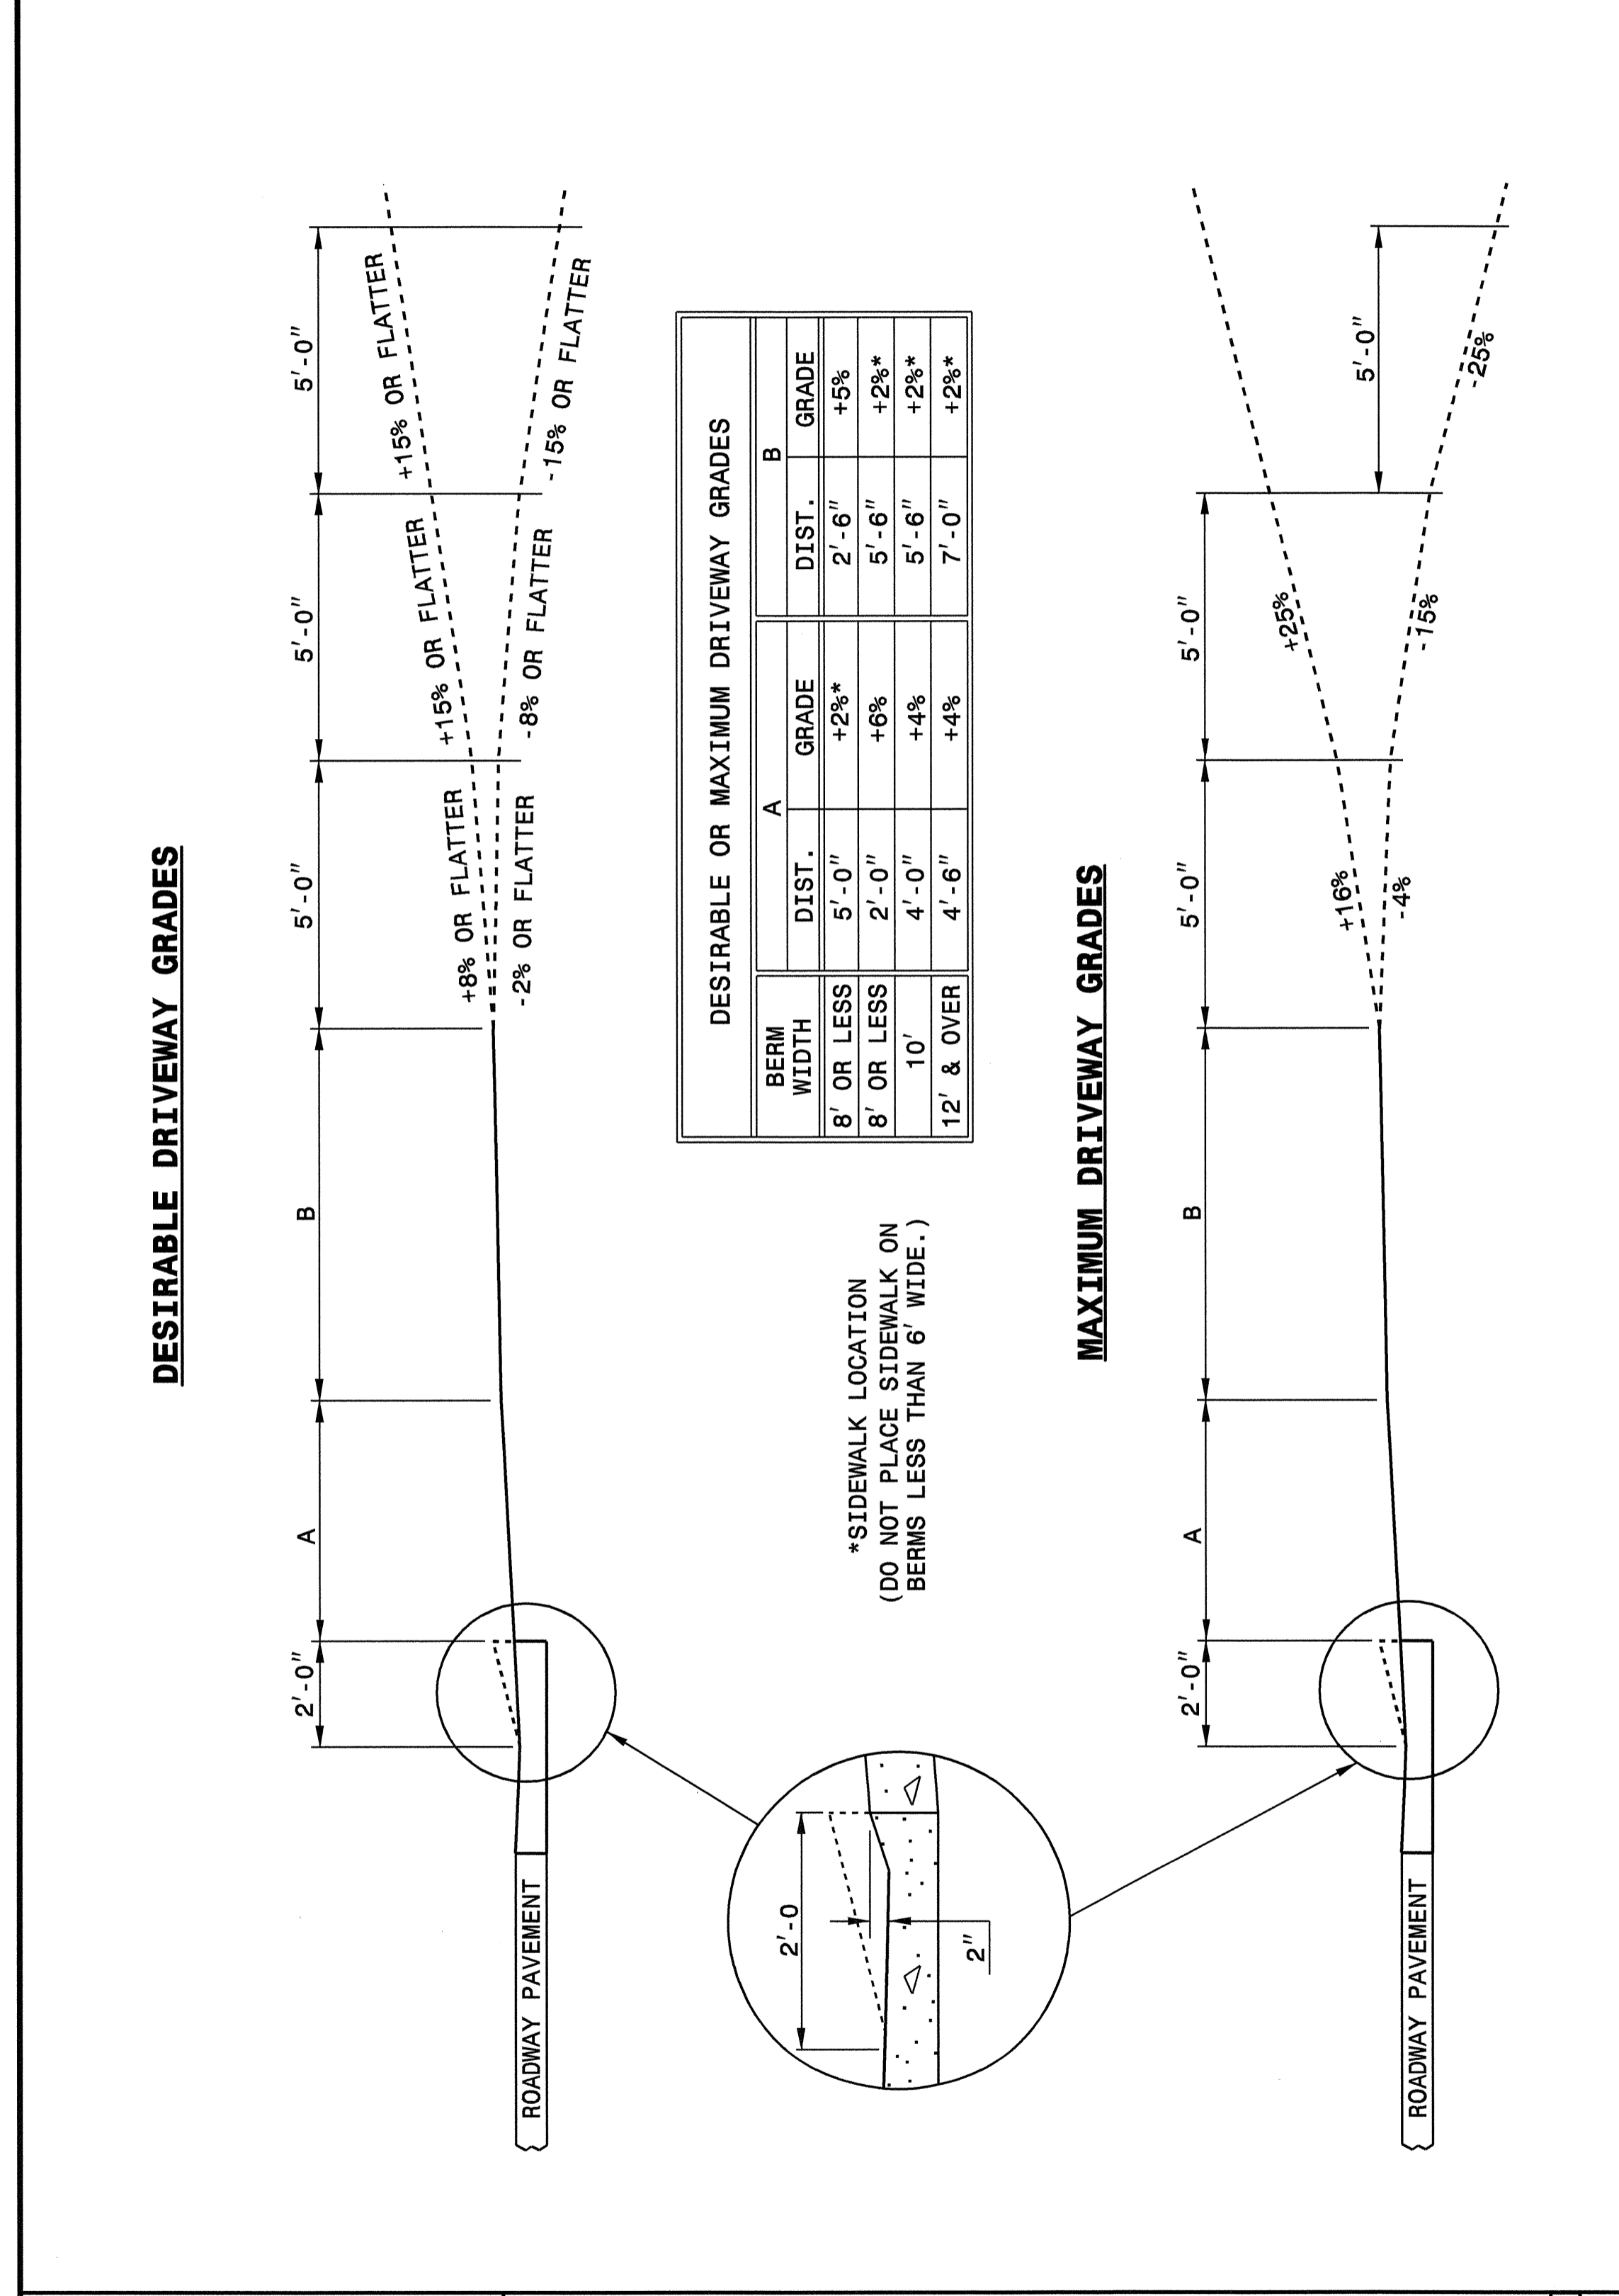 DESIRABLE DRIVEWAY GRADES
2'-0" A B 5'-0" 5'-0" 5'-0"
+8% OR FLATTER +15% OR FLATTER +15% OR FLATTER
-2% OR FLATTER -8% OR FLATTER -15% OR FLATTER
ROADWAY PAVEMENT
DESIRABLE OR MAXIMUM DRIVEWAY GRADES
BERM WIDTH A B
DIST. GRADE DIST. GRADE
8' OR LESS 5'-0" +2%* 2'-6" +5%
8' OR LESS 2'-0" +6% 5'-6" +2%*
10' 4'-0" +4% 5'-6" +2%*
12' & OVER 4'-6" +4% 7'-0" +2%*
2'-0
2"
*SIDEWALK LOCATION
(DO NOT PLACE SIDEWALK ON
BERMS LESS THAN 6' WIDE.)
MAXIMUM DRIVEWAY GRADES
2'-0" A B 5'-0" 5'-0"
5'-0"
+16% +25%
-4% -15% -25%
ROADWAY PAVEMENT